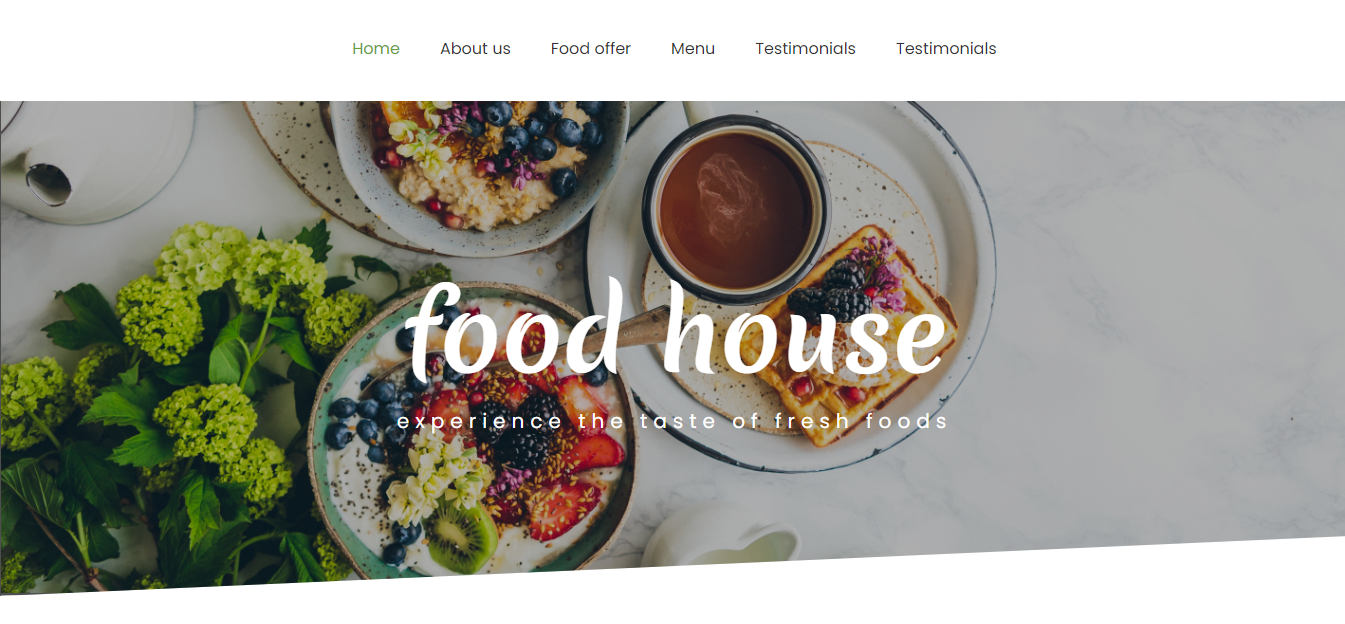 Home About us Food offer Menu Testimonials Testimonials
food house
experience the taste of fresh foods